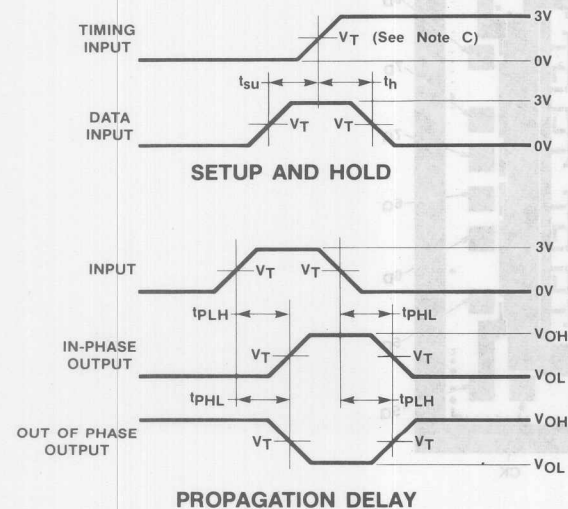 TIMING INPUT
3V
VT (See Note C)
0V
tsu
th
DATA INPUT
3V
VT
VT
0V
SETUP AND HOLD
INPUT
3V
VT
VT
0V
tPLH
tPHL
IN-PHASE OUTPUT
VOH
VT
VT
VOL
tPHL
tPLH
OUT OF PHASE OUTPUT
VOH
VT
VT
VOL
PROPAGATION DELAY